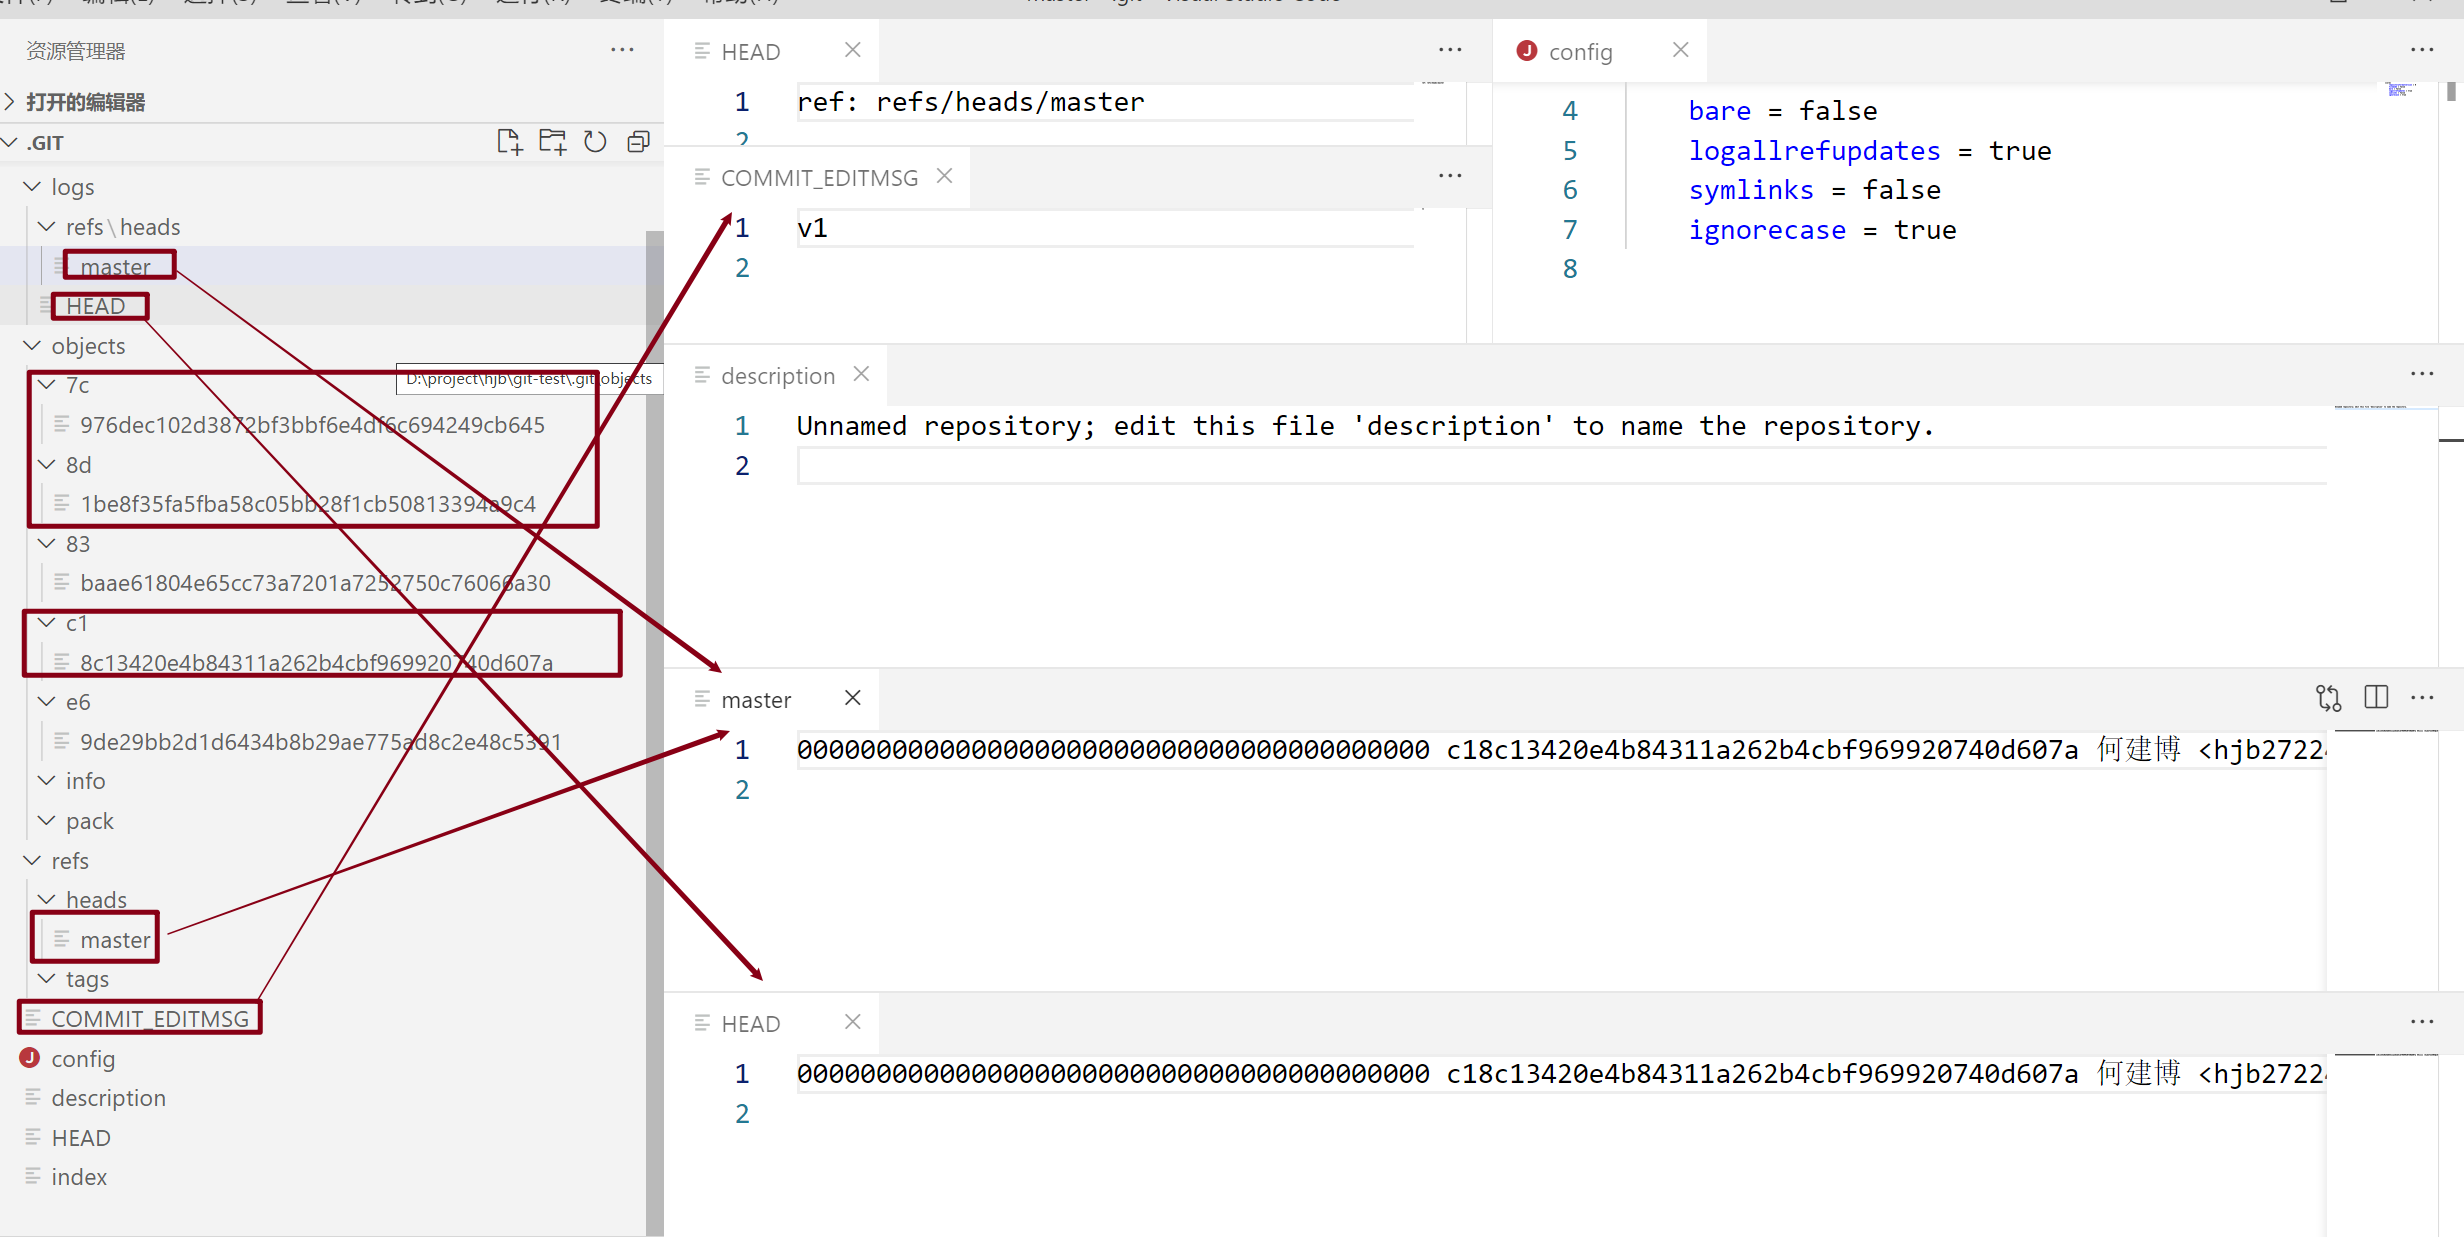 资源管理器
打开的编辑器
.GIT
logs
refs\heads
master
HEAD
objects
7c
D:\project\hjb\git-test\.git\objects
976dec102d3872bf3bbf6e4df6c694249cb645
8d
1be8f35fa5fba58c05bb28f1cb50813394a9c4
83
baae61804e65cc73a7201a7252750c76066a30
c1
8c13420e4b84311a262b4cbf969920740d607a
e6
9de29bb2d1d6434b8b29ae775ad8c2e48c5391
info
pack
refs
heads
master
tags
COMMIT_EDITMSG
config
description
HEAD
index
HEAD
1 ref: refs/heads/master
2
COMMIT_EDITMSG
1 v1
2
config
4 bare = false
5 logallrefupdates = true
6 symlinks = false
7 ignorecase = true
8
description
1 Unnamed repository; edit this file 'description' to name the repository.
2
master
1 0000000000000000000000000000000000000000 c18c13420e4b84311a262b4cbf969920740d607a 何建博 <hjb2722
2
HEAD
1 0000000000000000000000000000000000000000 c18c13420e4b84311a262b4cbf969920740d607a 何建博 <hjb2722
2